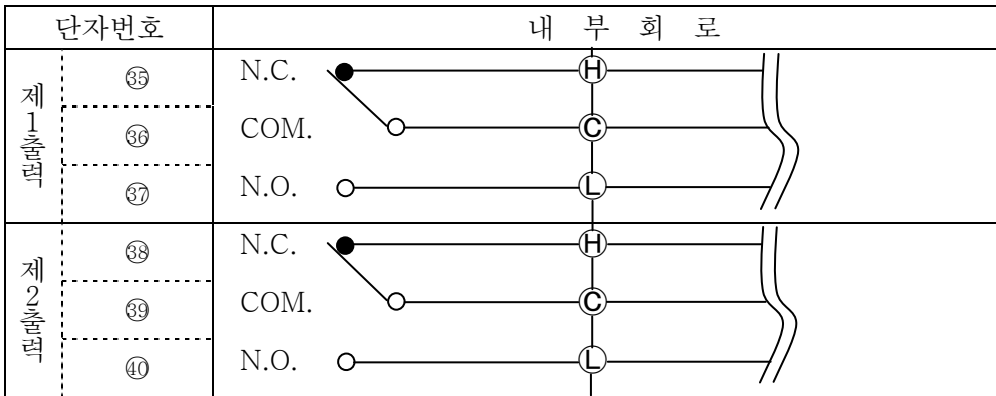 단자번호 내 부 회 로
제1출력
㉟ N.C. H
㊱ COM. C
㊲ N.O. L
제2출력
㊳ N.C. H
㊴ COM. C
㊵ N.O. L